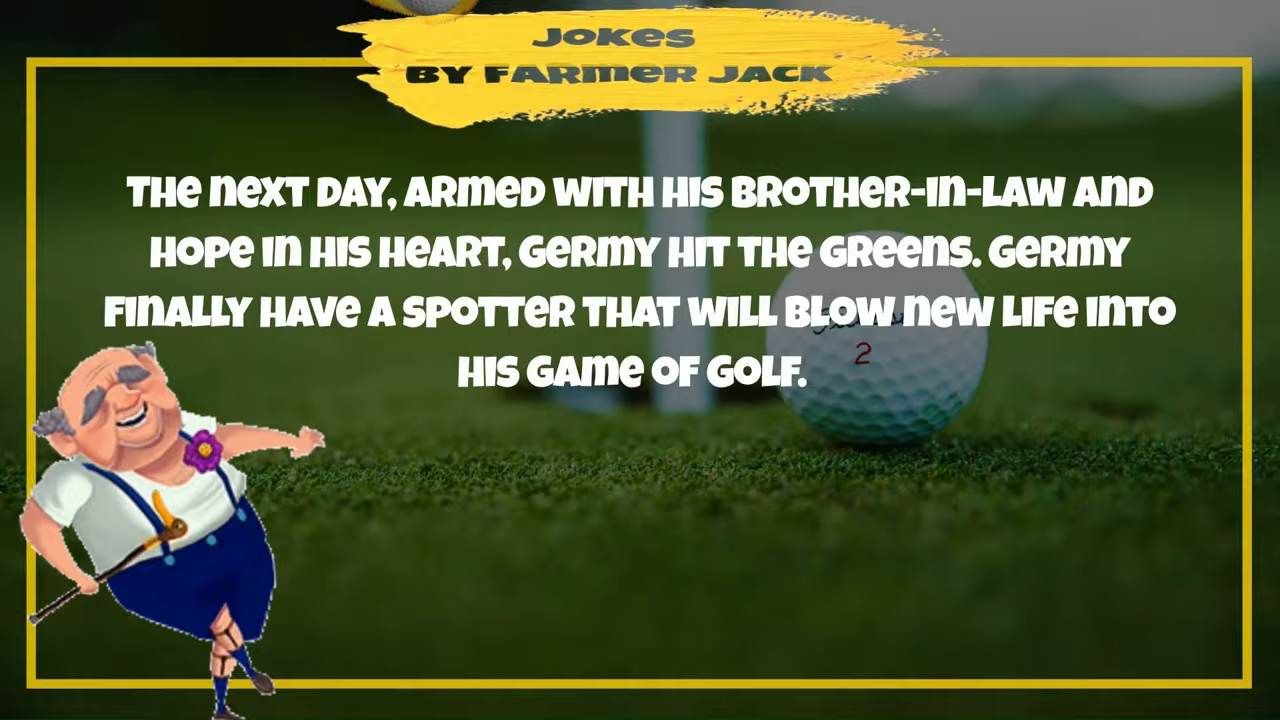 JOKES
BY FARMER JACK
THE NEXT DAY, ARMED WITH HIS BROTHER-IN-LAW AND
HOPE IN HIS HEART, GERMY HIT THE GREENS. GERMY
FINALLY HAVE A SPOTTER THAT WILL BLOW NEW LIFE INTO
HIS GAME OF GOLF.
2